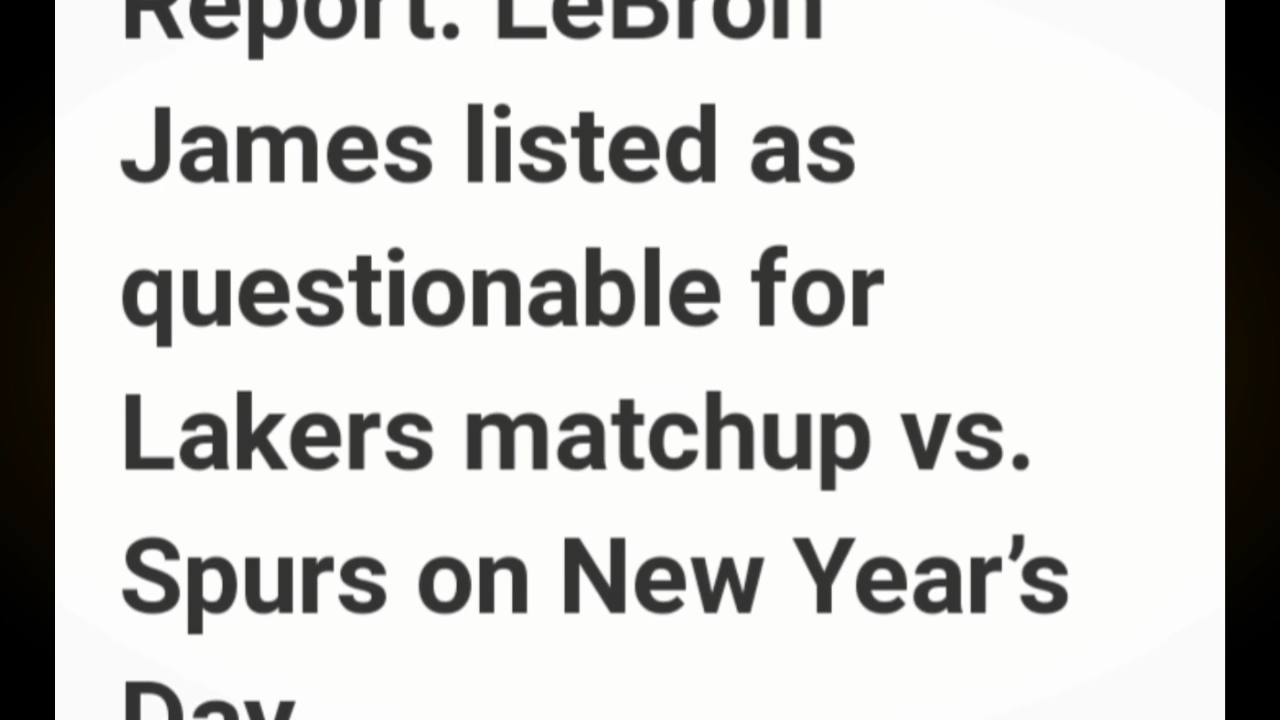 Report: LeBron
James listed as
questionable for
Lakers matchup vs.
Spurs on New Year’s
Day